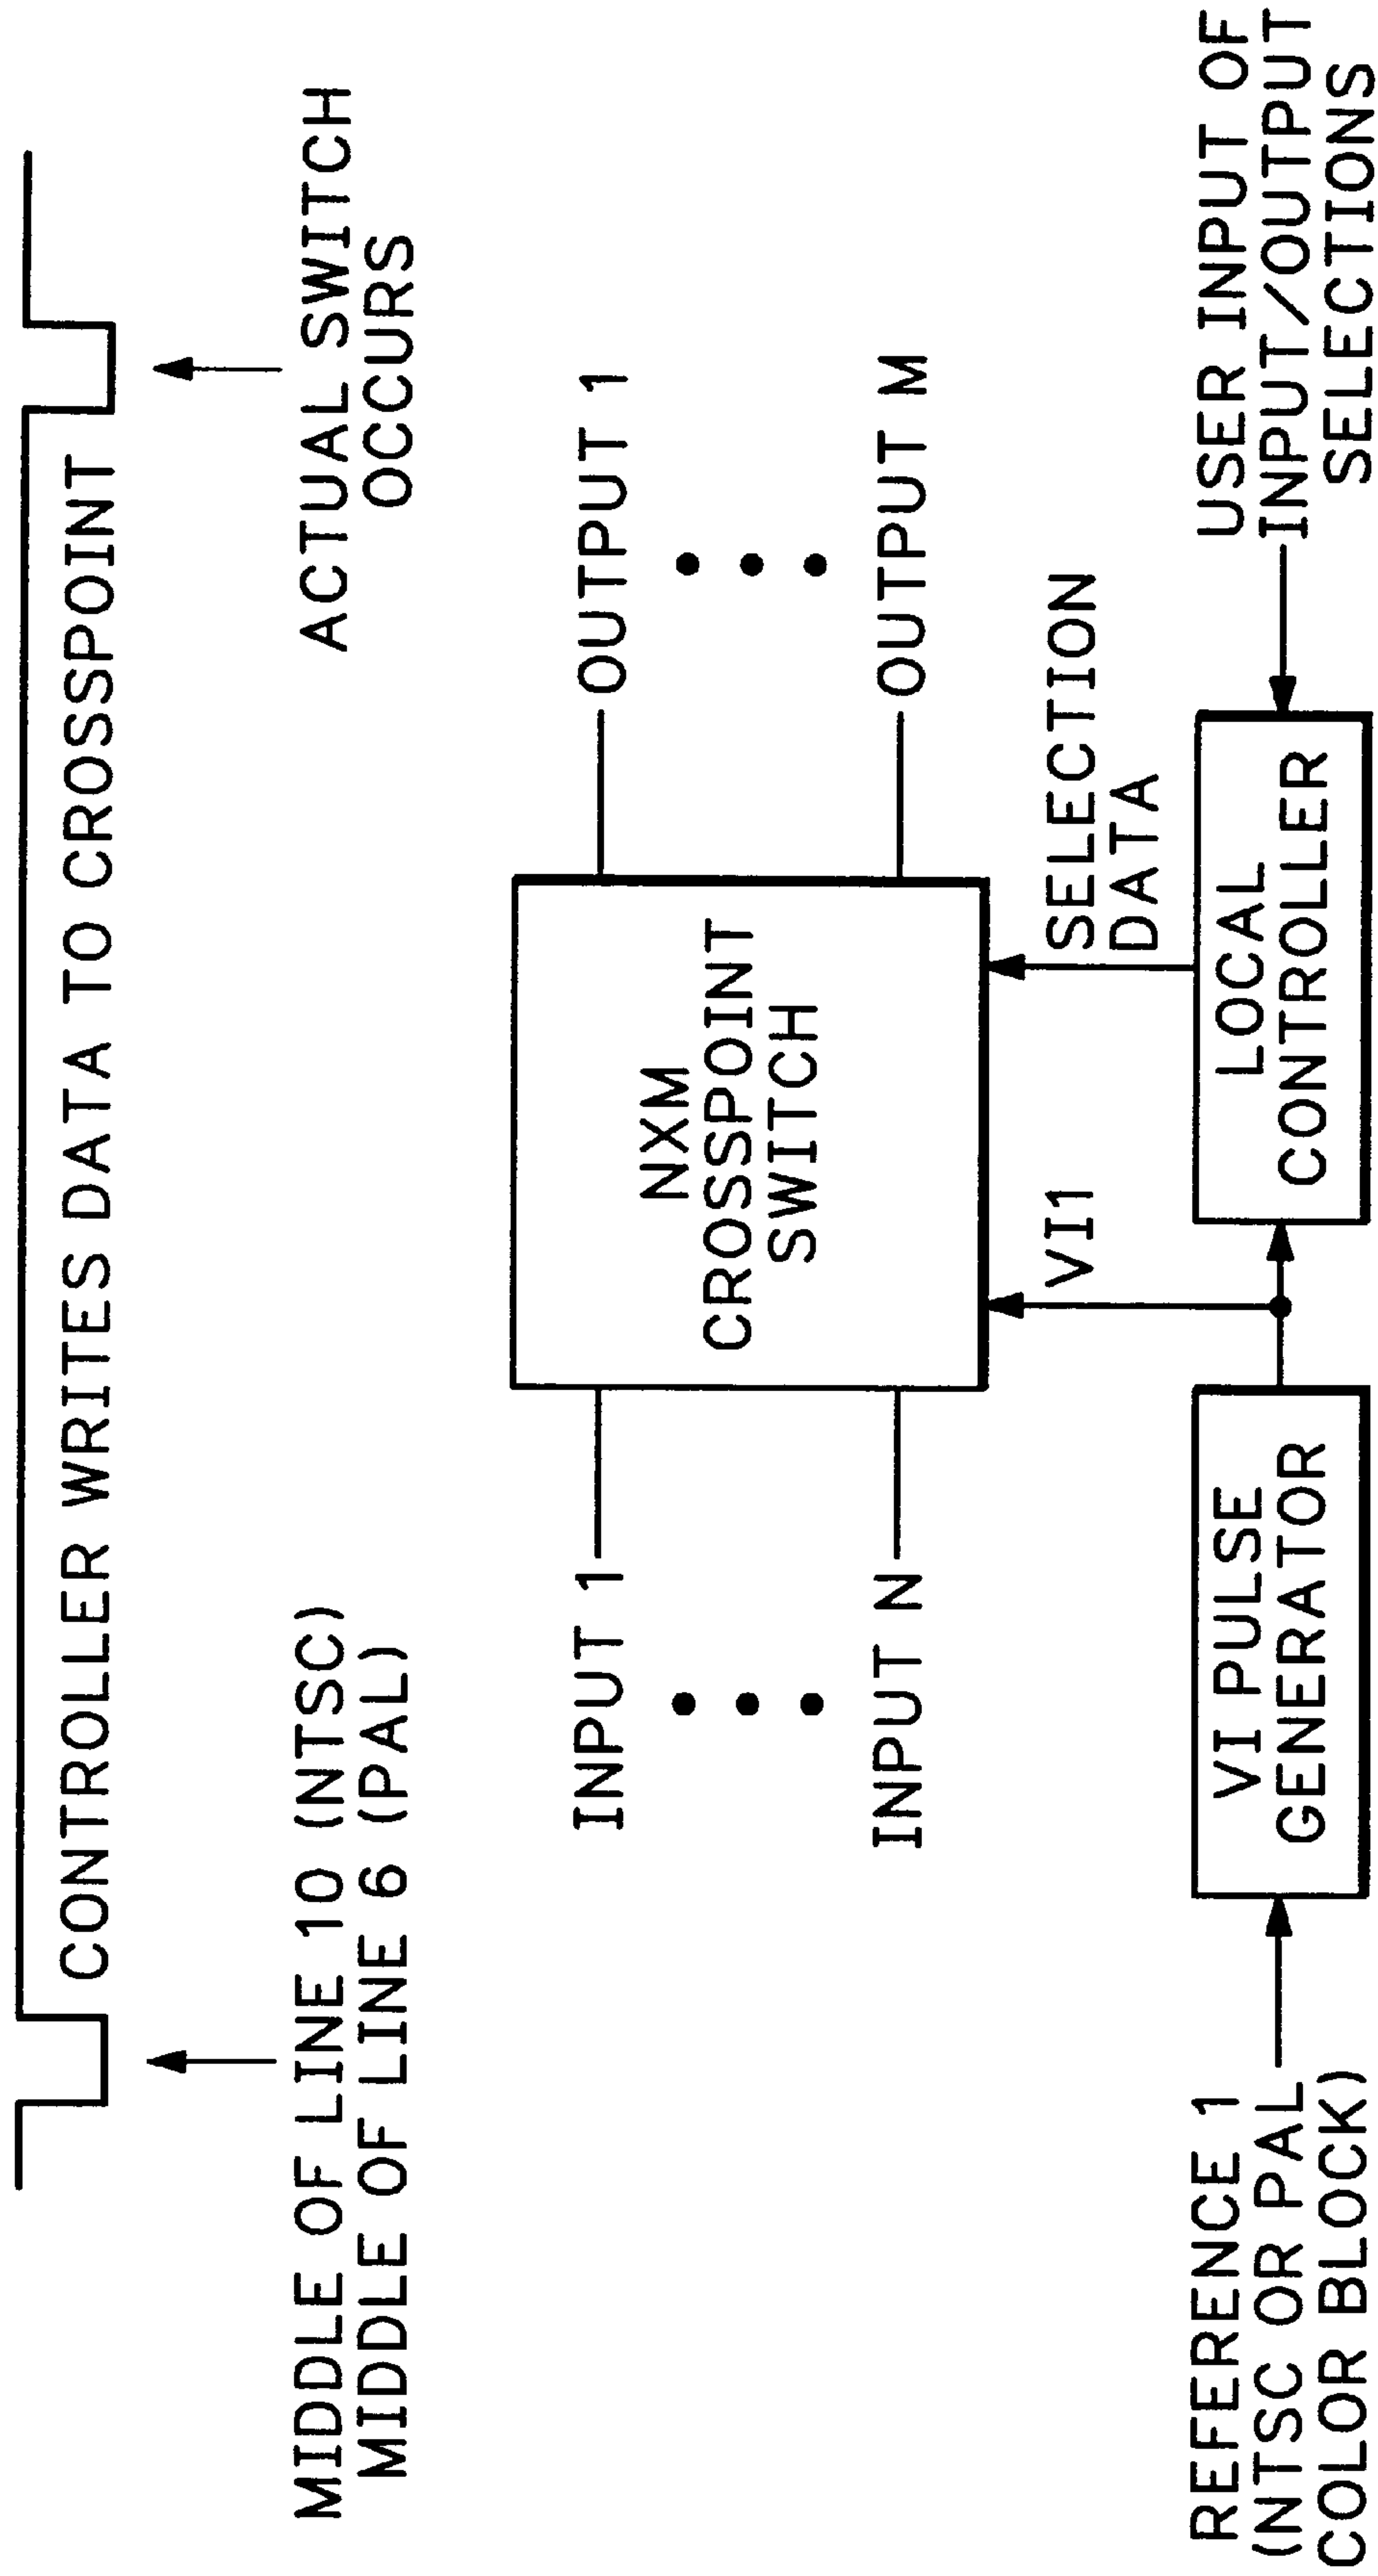 CONTROLLER WRITES DATA TO CROSSPOINT
MIDDLE OF LINE 10 (NTSC)
MIDDLE OF LINE 6 (PAL)
ACTUAL SWITCH
OCCURS
INPUT 1
INPUT N
NXM
CROSSPOINT
SWITCH
OUTPUT 1
OUTPUT M
VI1
SELECTION
DATA
REFERENCE 1
(NTSC OR PAL
COLOR BLOCK)
VI PULSE
GENERATOR
LOCAL
CONTROLLER
USER INPUT OF
INPUT/OUTPUT
SELECTIONS